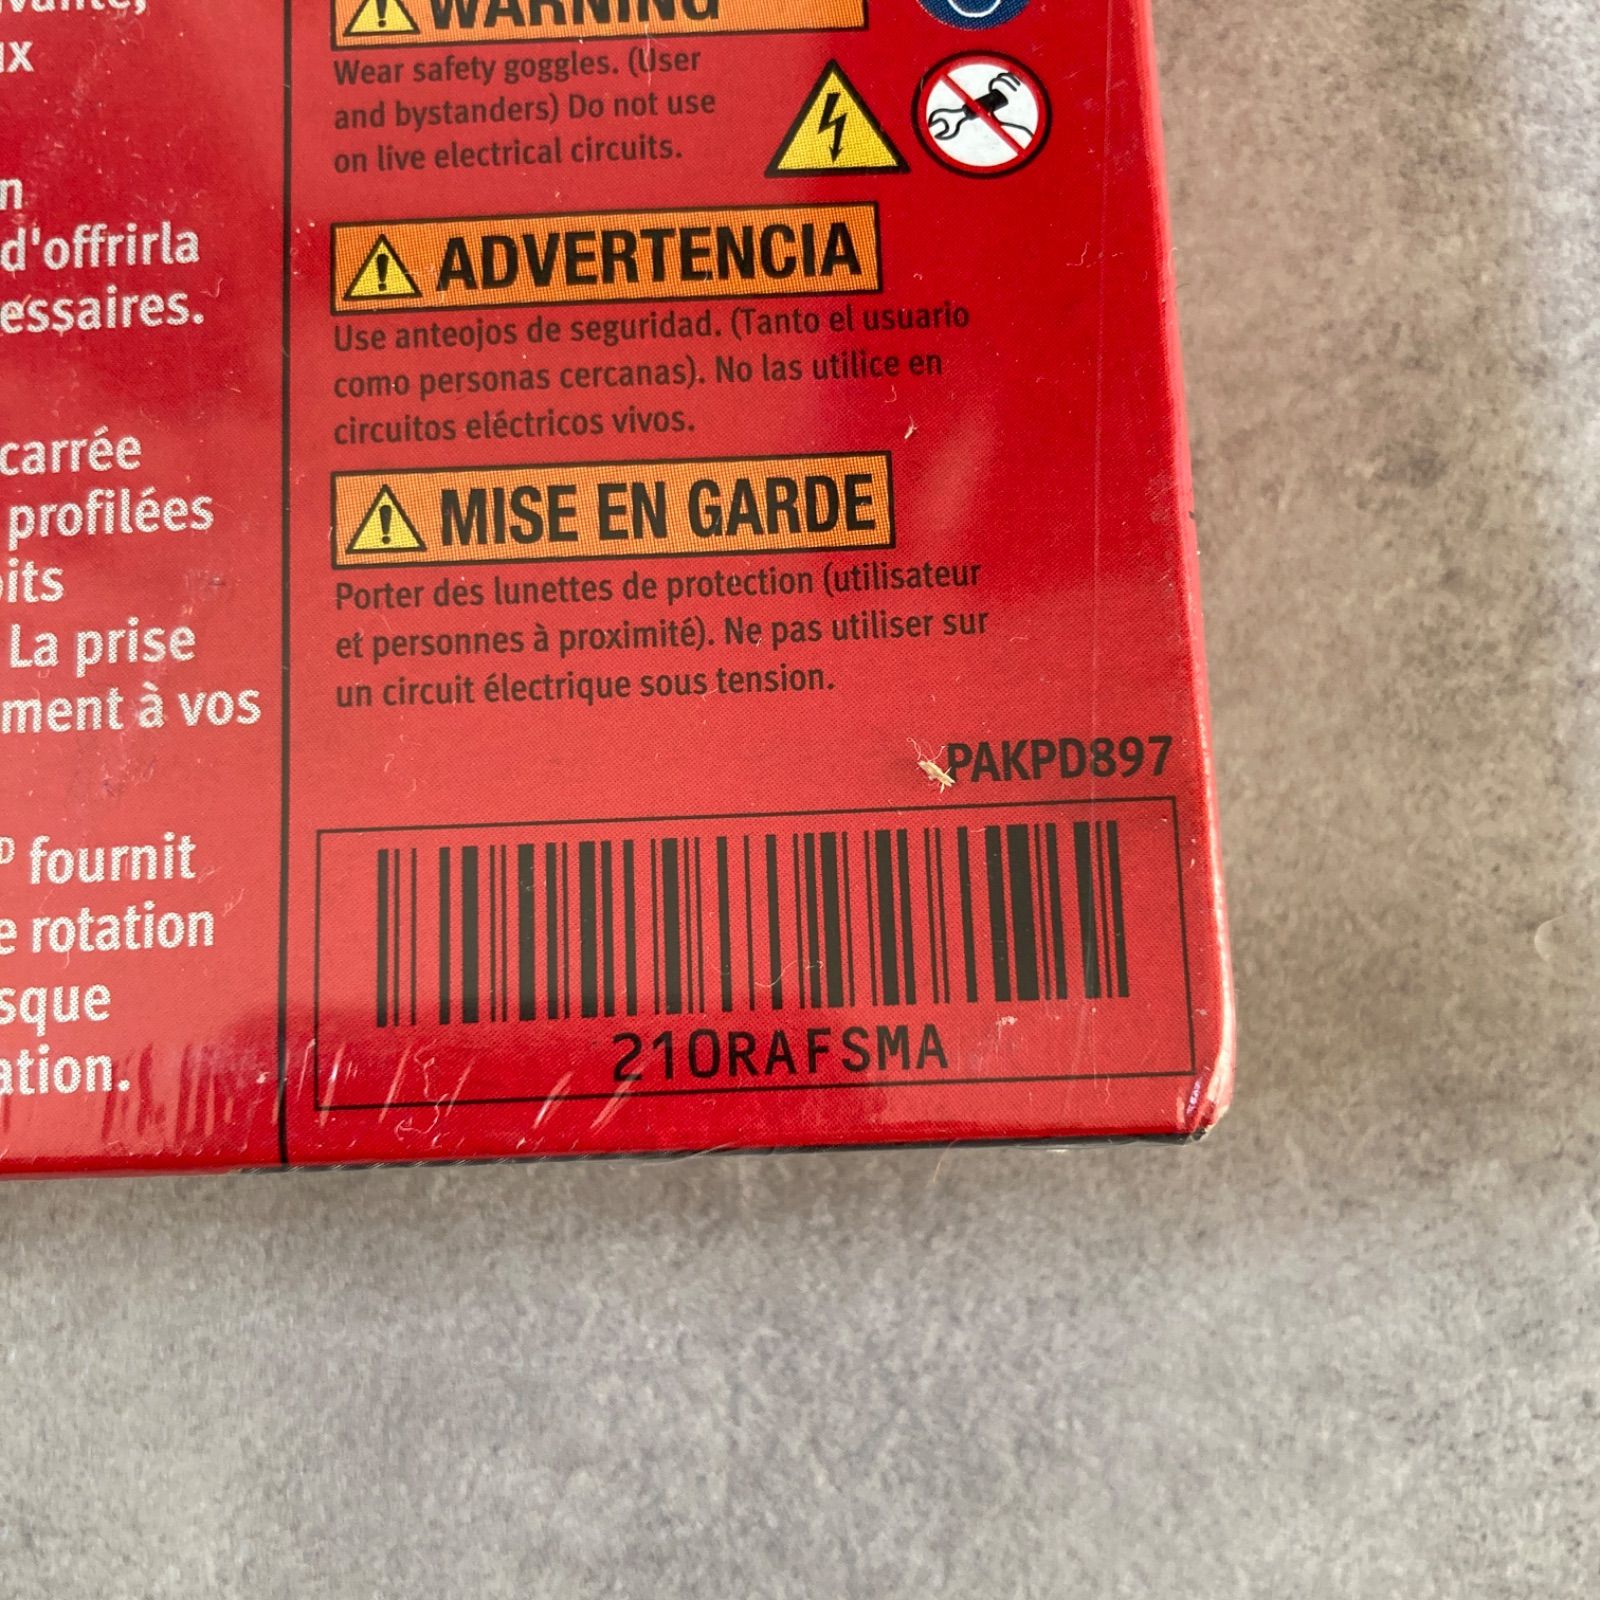 d'offrirla
essaires.
carrée
profilées
La prise
ment à vos
fournit
rotation
sque
ation.
WARNING
Wear safety goggles. (User
and bystanders) Do not use
on live electrical circuits.
ADVERTENCIA
Use anteojos de seguridad. (Tanto el usuario
como personas cercanas). No las utilice en
circuitos eléctricos vivos.
MISE EN GARDE
Porter des lunettes de protection (utilisateur
et personnes à proximité). Ne pas utiliser sur
un circuit électrique sous tension.
PAKPD897
210RAFSMA